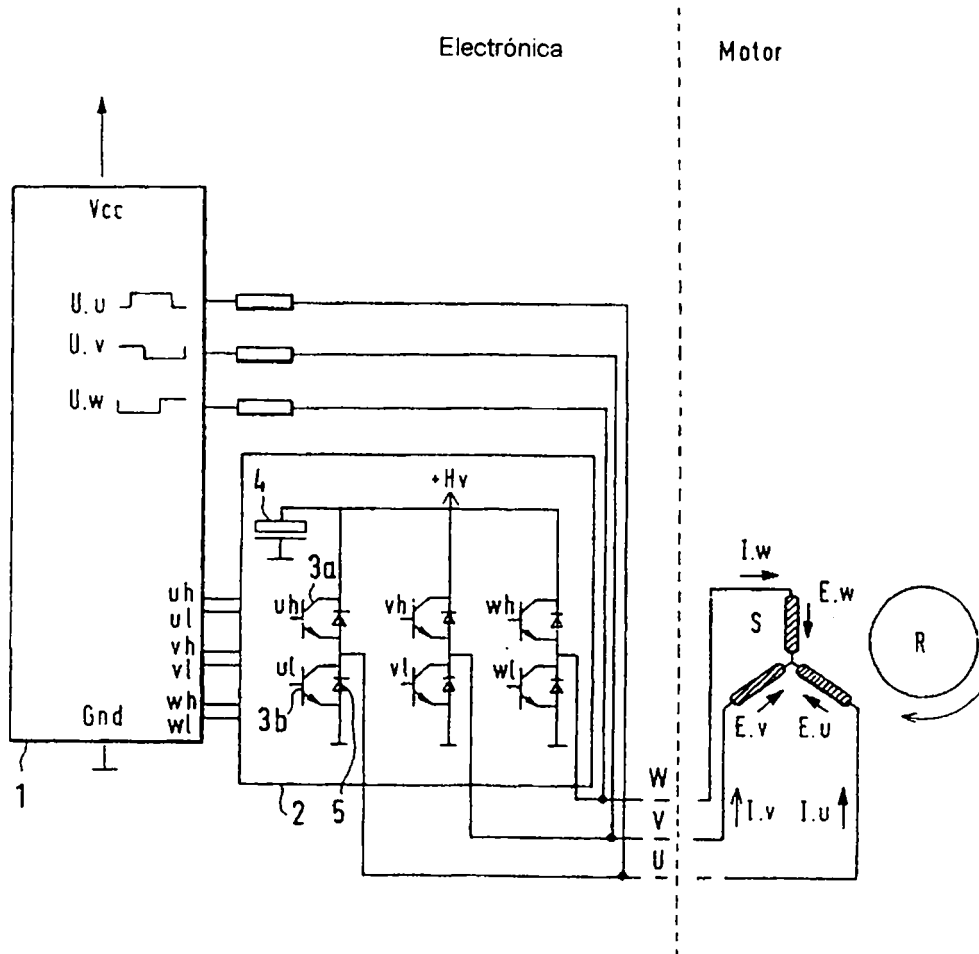 Electrónica
Motor
Vcc
U.u
U.v
U.w
+Hv
4
3a
uh
ul
vh
vl
wh
wl
uh
vh
wh
ul
vl
wl
3b
Gnd
1
2
5
I.w
E.w
S
R
E.v
E.u
W
V
U
I.v
I.u